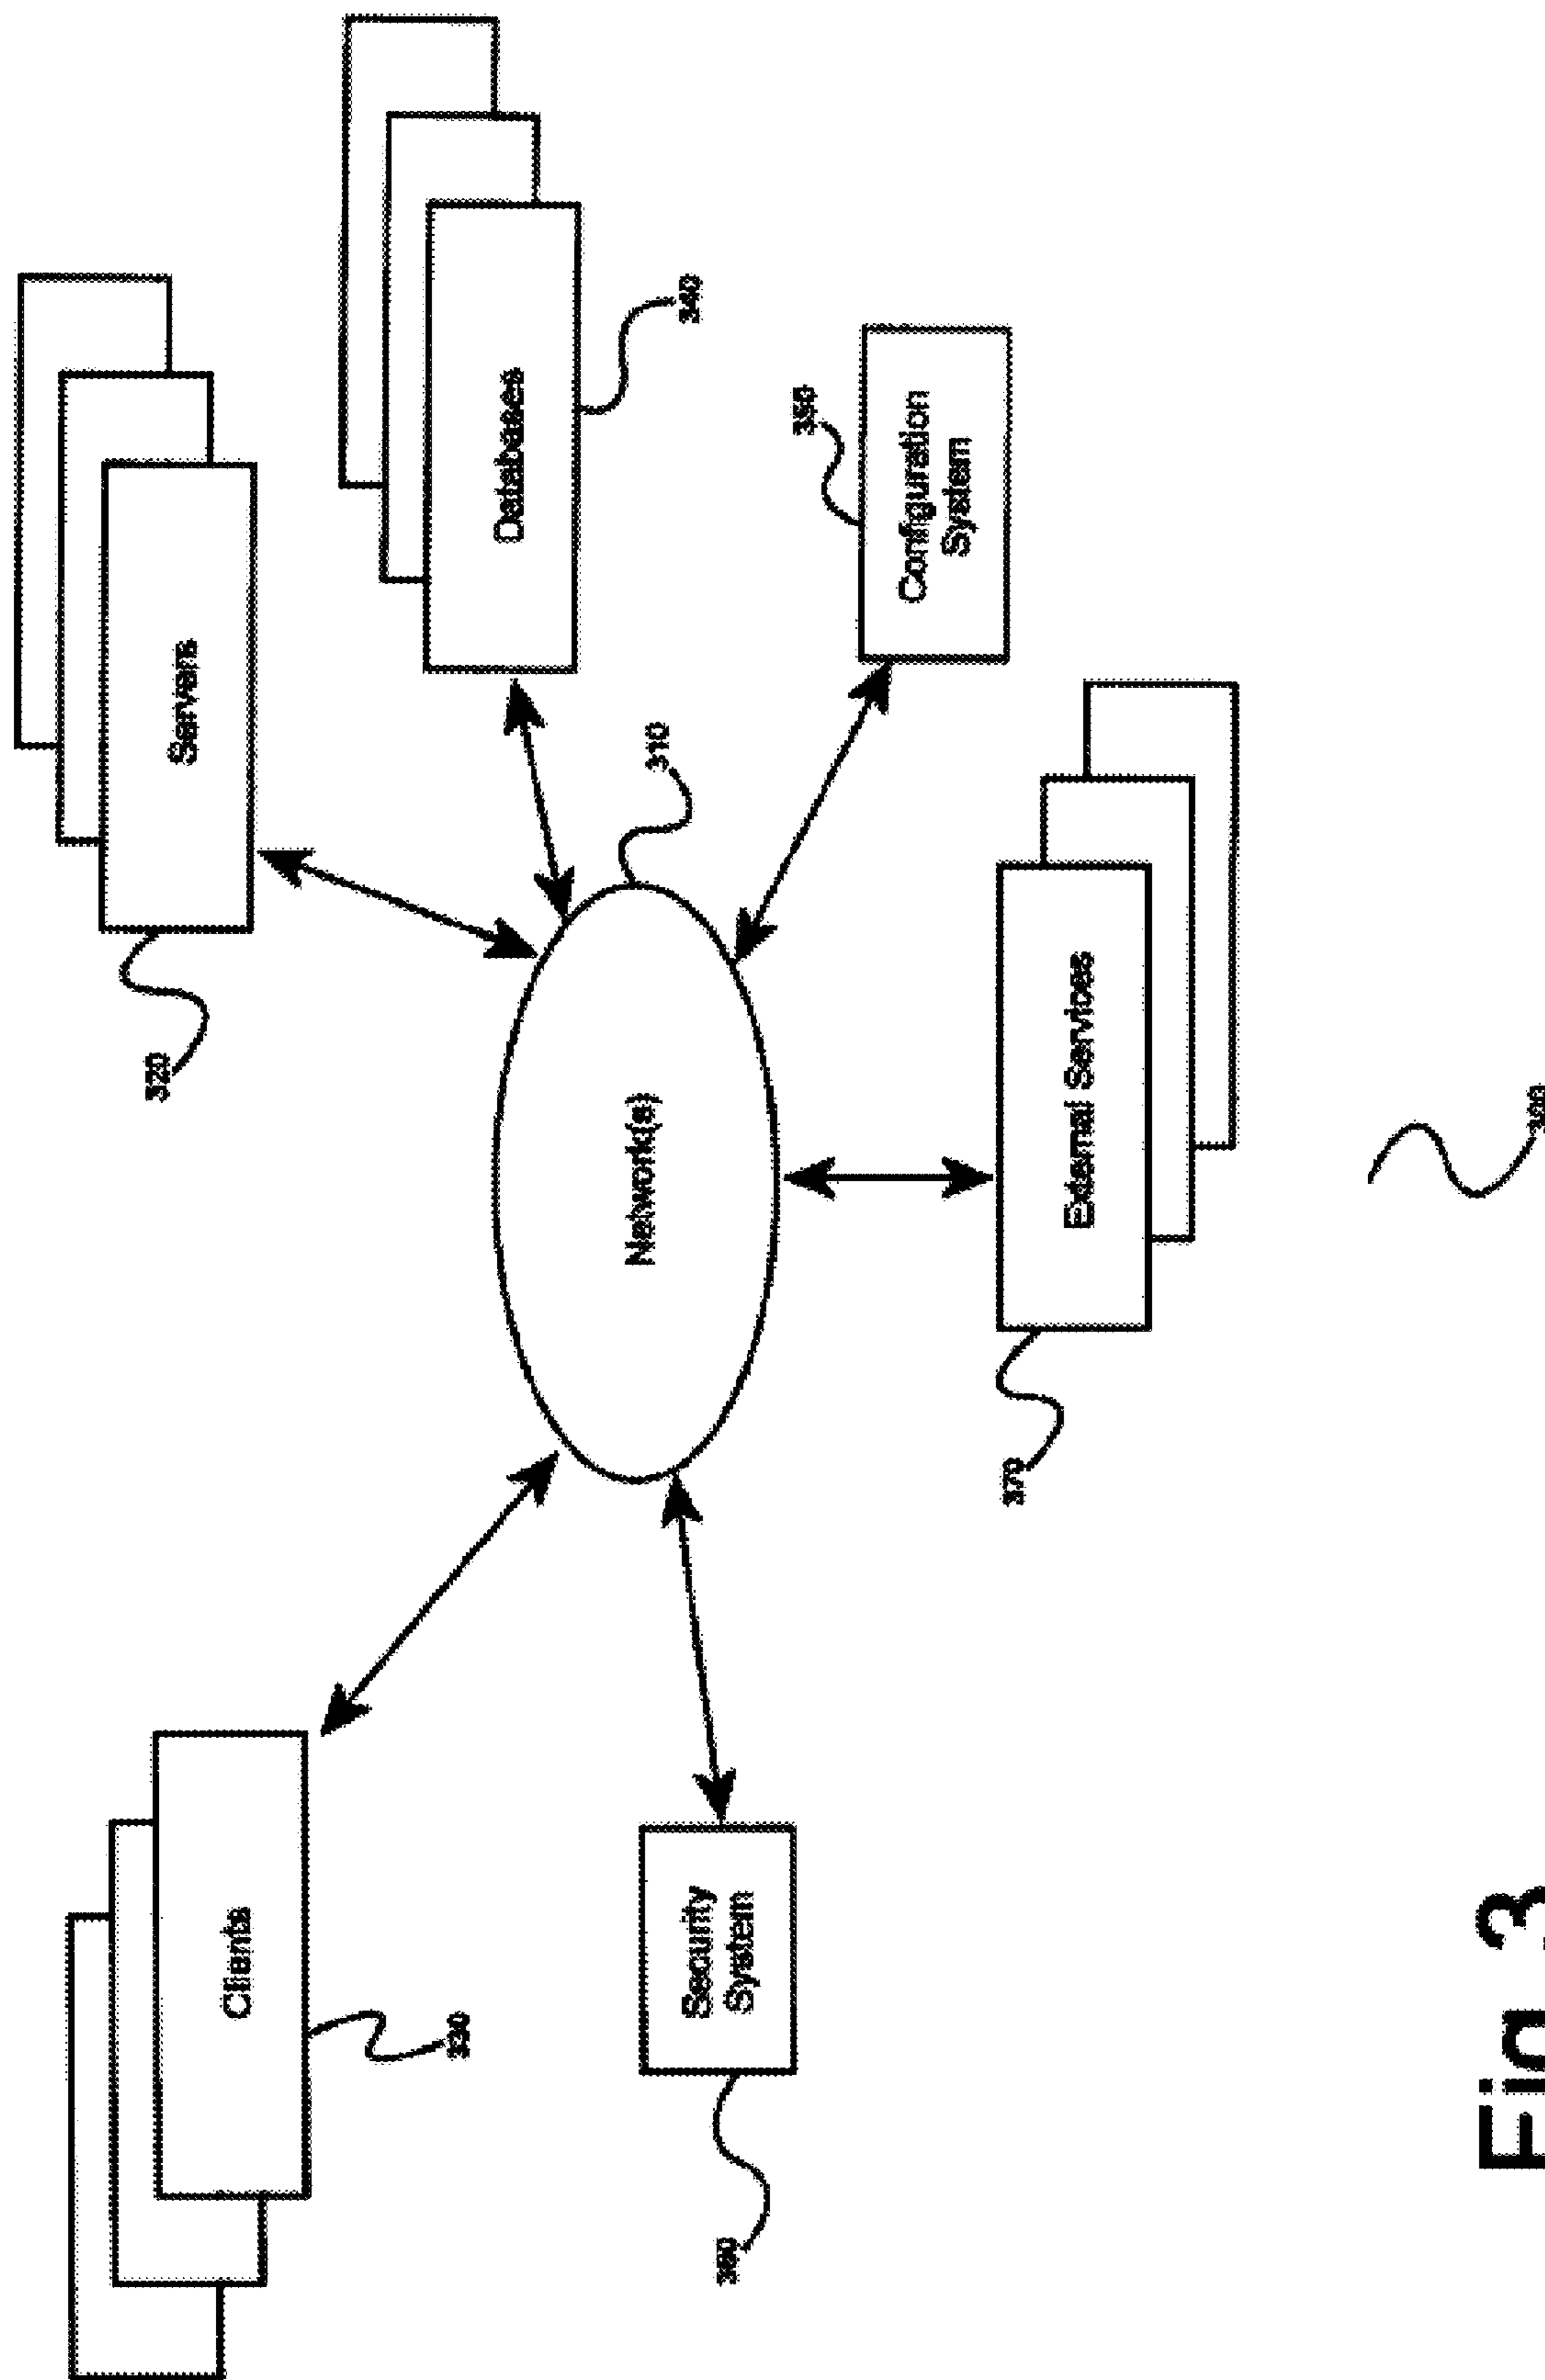 Servers
320
Clients
330
Databases
340
Network(s)
310
Security
System
360
Configuration
System
350
External Services
370
300
Fig. 3